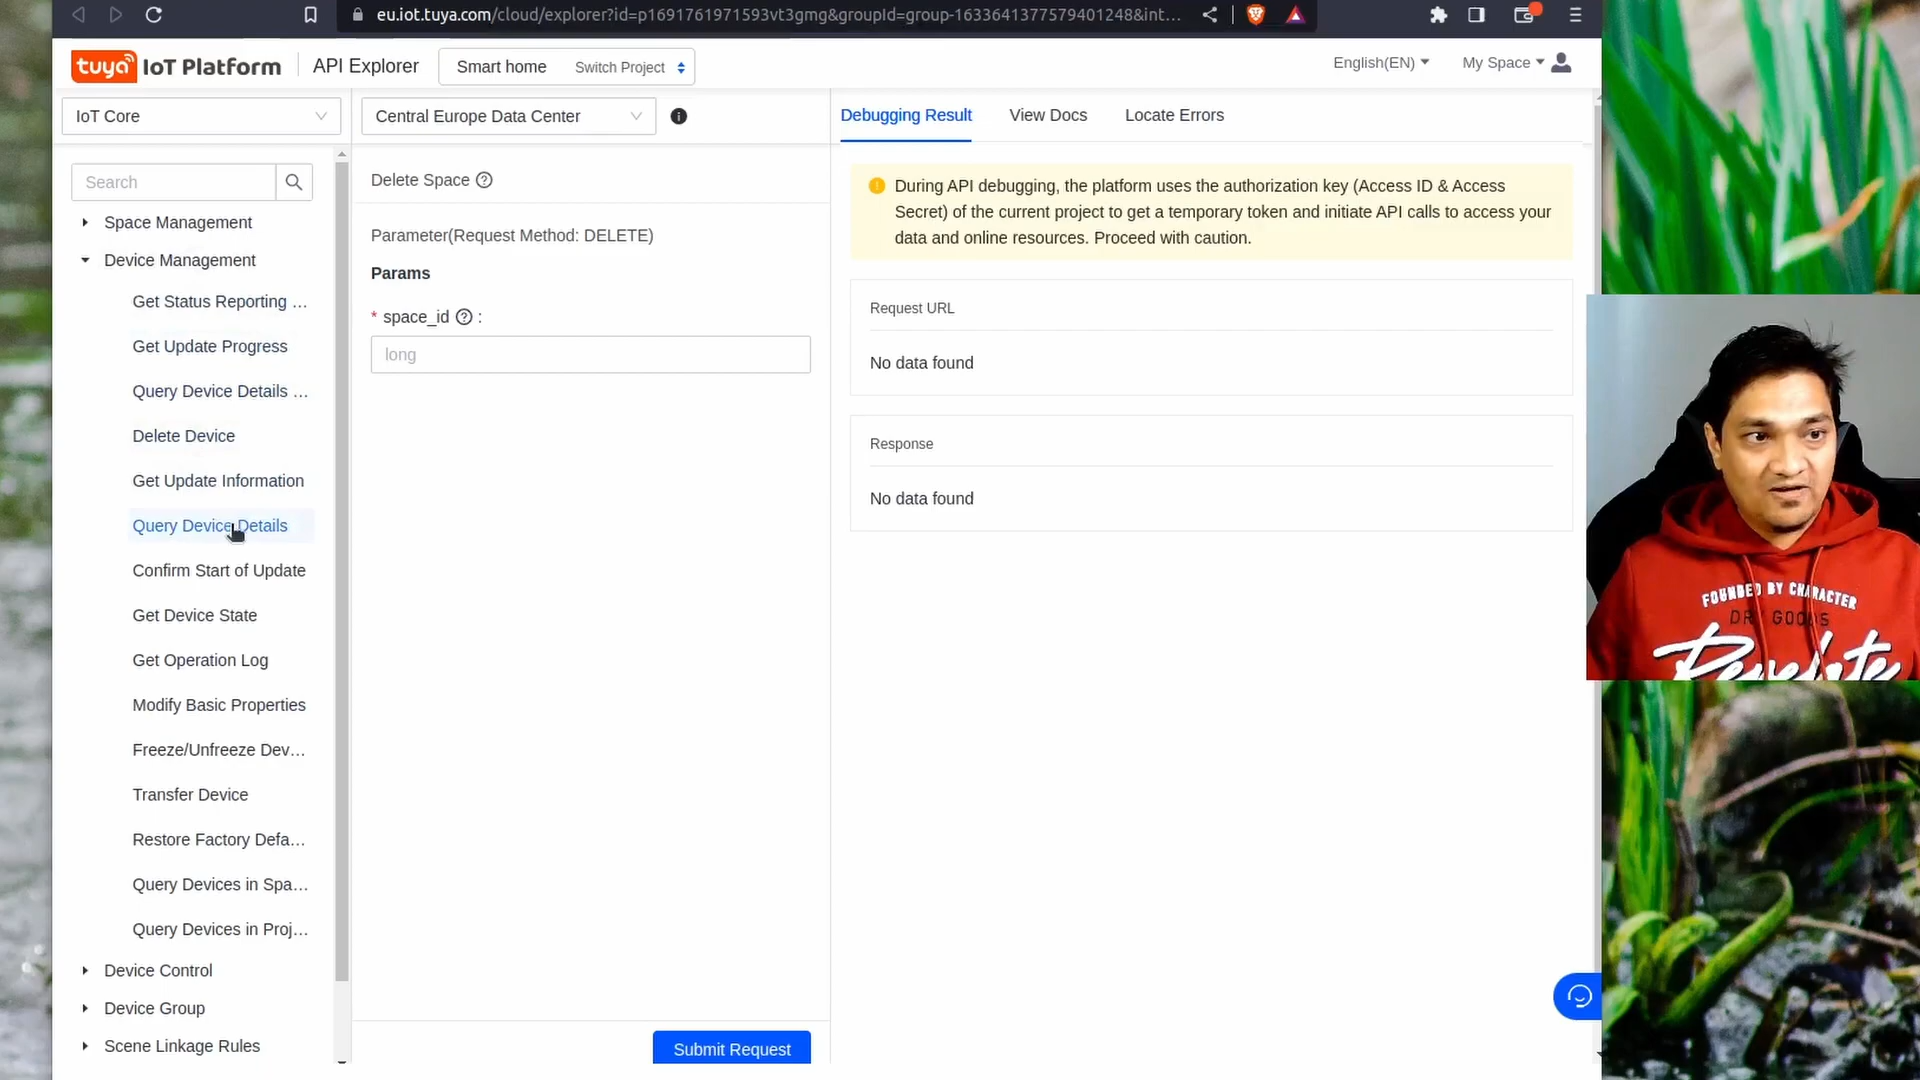 eu.iot.tuya.com/cloud/explorer?id=p1691761971593vt3gmg&groupId=group-1633641377579401248&int...
tuya IoT Platform
API Explorer
Smart home
Switch Project
English(EN)
My Space
IoT Core
Central Europe Data Center
Debugging Result
View Docs
Locate Errors
Search
Space Management
Device Management
Get Status Reporting ...
Get Update Progress
Query Device Details ...
Delete Device
Get Update Information
Query Device Details
Confirm Start of Update
Get Device State
Get Operation Log
Modify Basic Properties
Freeze/Unfreeze Dev...
Transfer Device
Restore Factory Defa...
Query Devices in Spa...
Query Devices in Proj...
Device Control
Device Group
Scene Linkage Rules
Delete Space
Parameter(Request Method: DELETE)
Params
* space_id :
long
Submit Request
During API debugging, the platform uses the authorization key (Access ID & Access
Secret) of the current project to get a temporary token and initiate API calls to access your
data and online resources. Proceed with caution.
Request URL
No data found
Response
No data found
FOUNDED BY CHARACTER
DRY GOODS